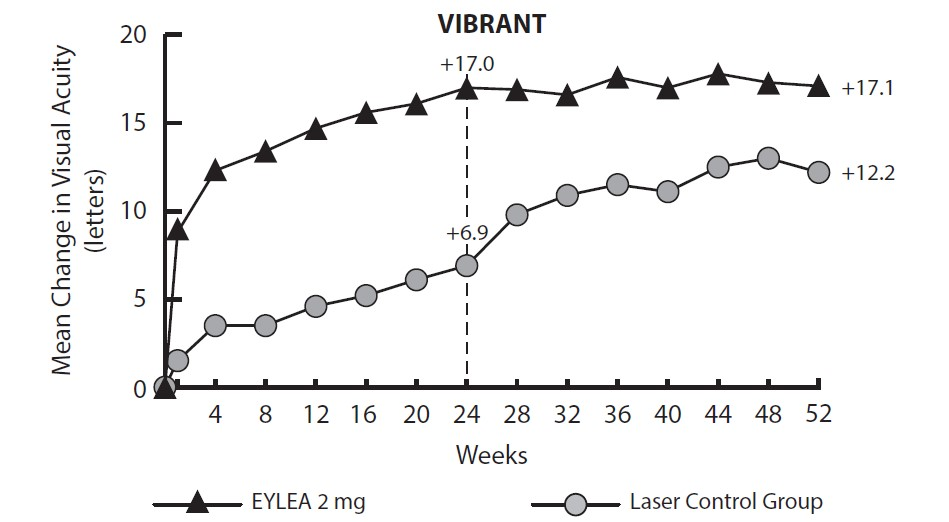 VIBRANT
Mean Change in Visual Acuity
(letters)
20
15
10
5
0
+17.0
+17.1
+12.2
+6.9
4 8 12 16 20 24 28 32 36 40 44 48 52
Weeks
EYLEA 2 mg
Laser Control Group